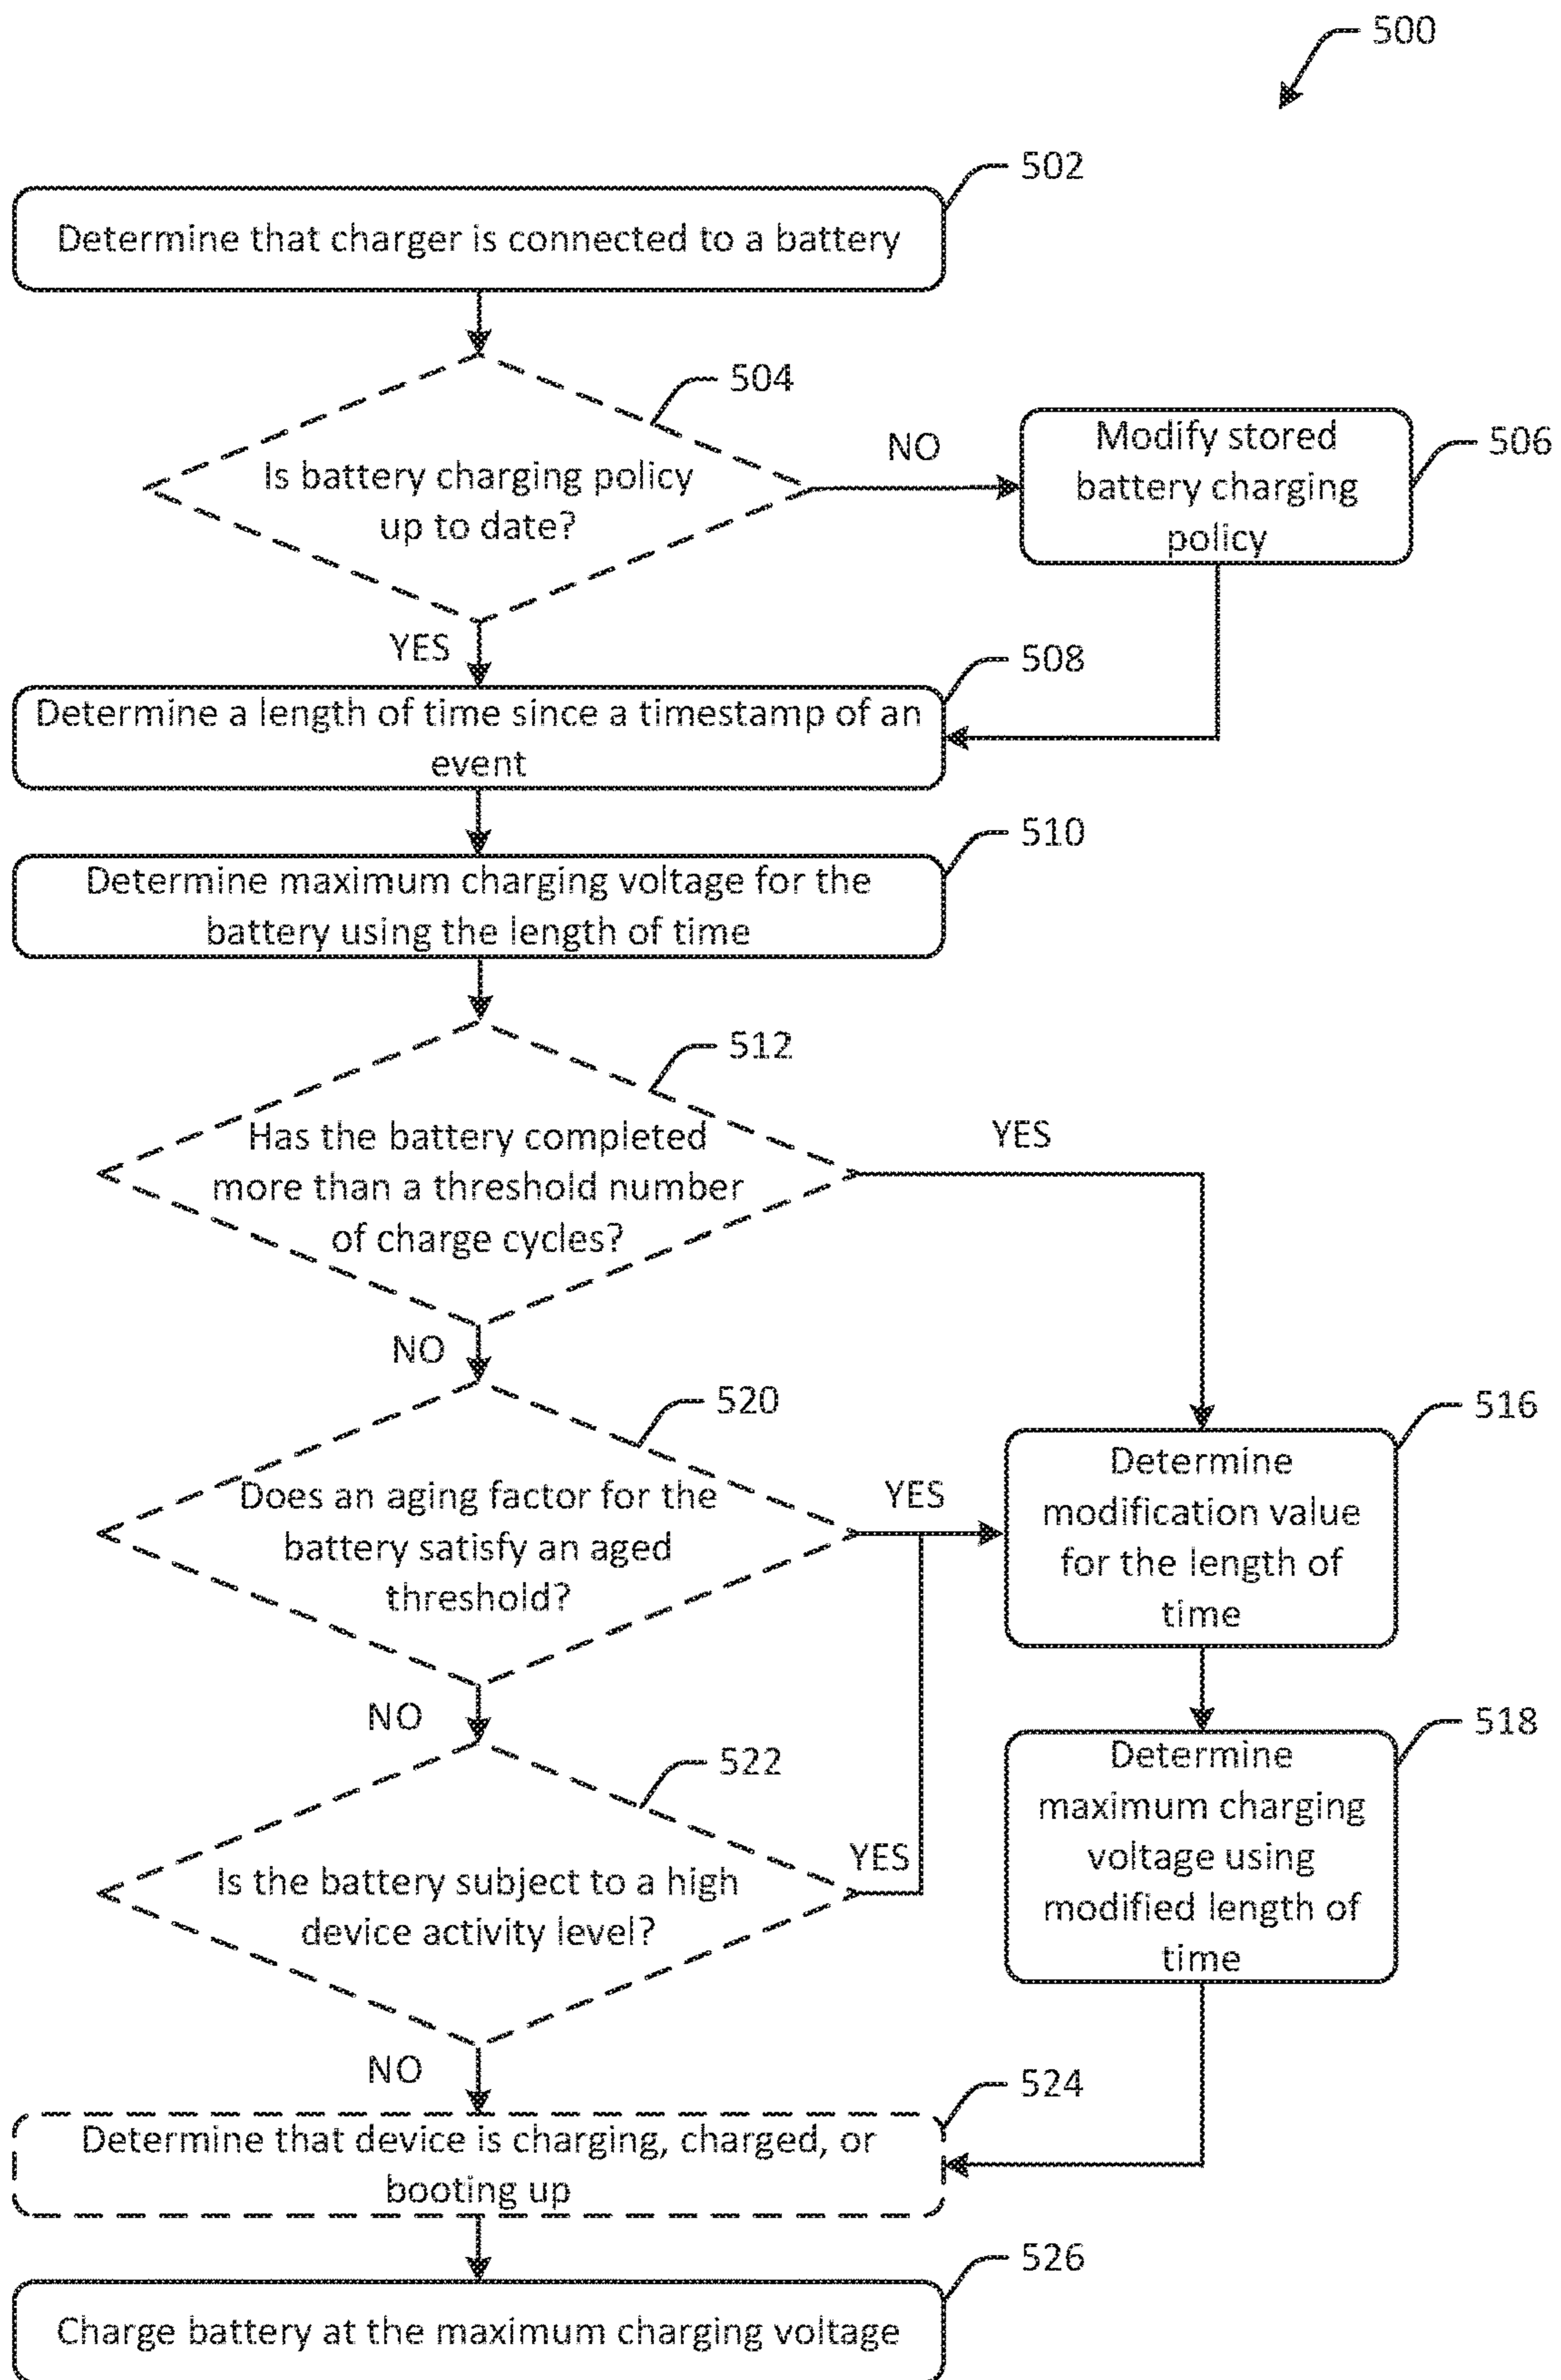 500
502
Determine that charger is connected to a battery
504
Is battery charging policy
up to date?
NO
Modify stored
battery charging
policy
506
YES
508
Determine a length of time since a timestamp of an
event
510
Determine maximum charging voltage for the
battery using the length of time
512
Has the battery completed
more than a threshold number
of charge cycles?
YES
NO
520
Does an aging factor for the
battery satisfy an aged
threshold?
YES
516
Determine
modification value
for the length of
time
NO
522
Is the battery subject to a high
device activity level?
YES
518
Determine
maximum charging
voltage using
modified length of
time
NO
524
Determine that device is charging, charged, or
booting up
526
Charge battery at the maximum charging voltage